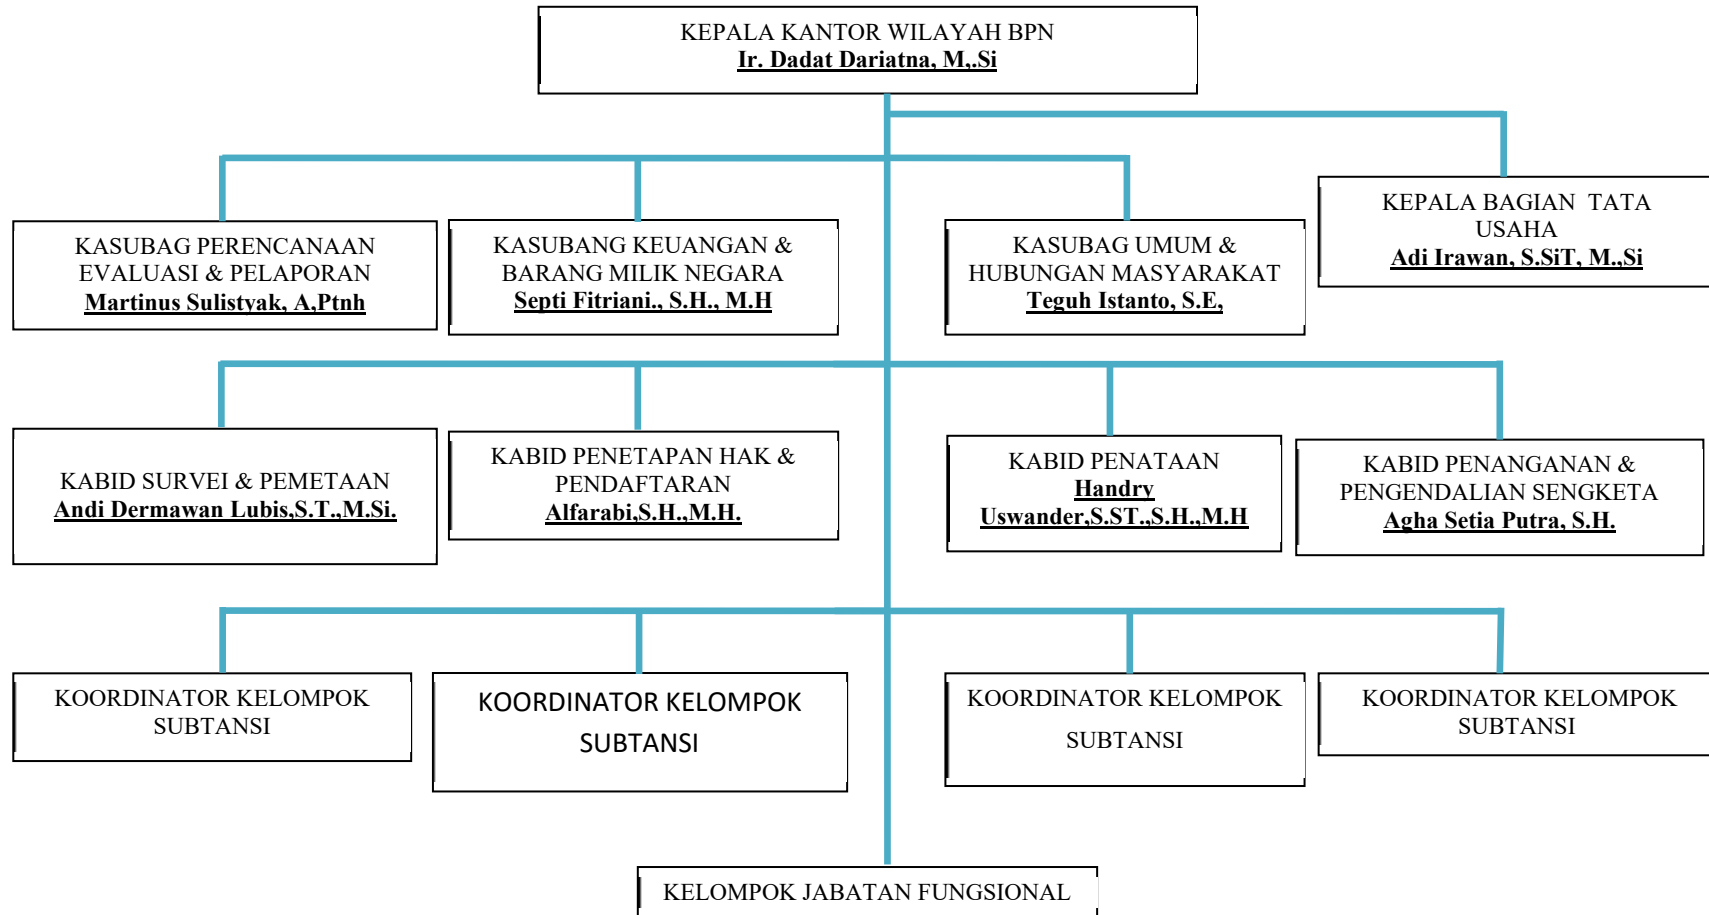 KEPALA KANTOR WILAYAH BPN
Ir. Dadat Dariatna, M,.Si
KEPALA BAGIAN TATA
USAHA
Adi Irawan, S.SiT, M.,Si
KASUBAG PERENCANAAN
EVALUASI & PELAPORAN
Martinus Sulistyak, A,Ptnh
KASUBANG KEUANGAN &
BARANG MILIK NEGARA
Septi Fitriani., S.H., M.H
KASUBAG UMUM &
HUBUNGAN MASYARAKAT
Teguh Istanto, S.E,
KABID SURVEI & PEMETAAN
Andi Dermawan Lubis,S.T.,M.Si.
KABID PENETAPAN HAK &
PENDAFTARAN
Alfarabi,S.H.,M.H.
KABID PENATAAN
Handry
Uswander,S.ST.,S.H.,M.H
KABID PENANGANAN &
PENGENDALIAN SENGKETA
Agha Setia Putra, S.H.
KOORDINATOR KELOMPOK
SUBTANSI
KOORDINATOR KELOMPOK
SUBTANSI
KOORDINATOR KELOMPOK
SUBTANSI
KOORDINATOR KELOMPOK
SUBTANSI
KELOMPOK JABATAN FUNGSIONAL